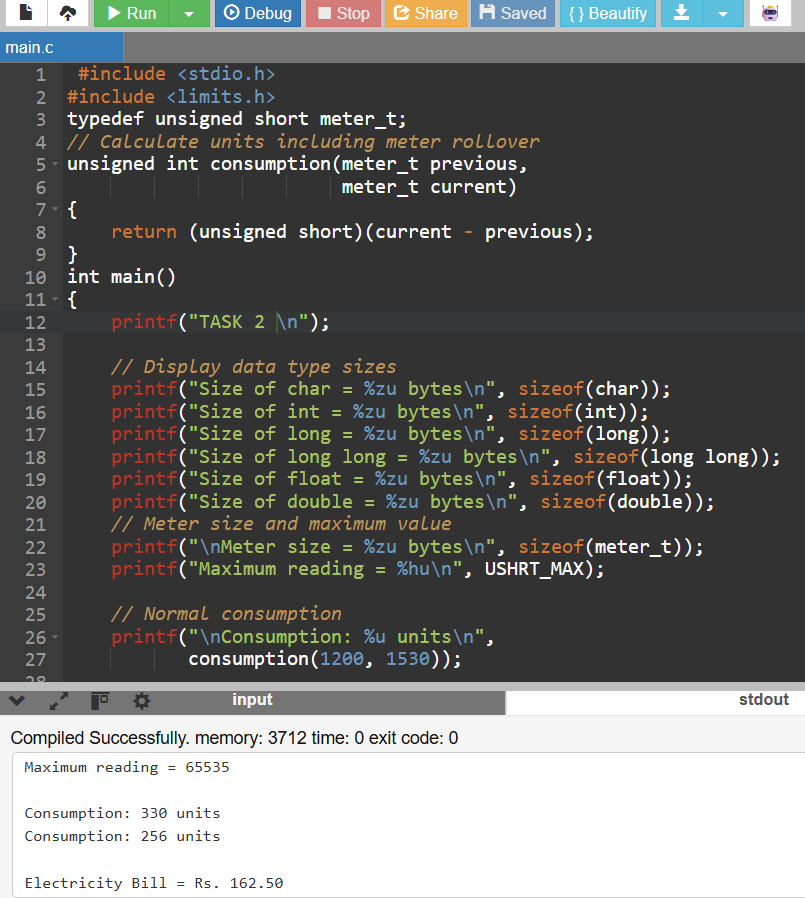 Run Debug Stop Share Saved { } Beautify
main.c
1 #include <stdio.h>
2 #include <limits.h>
3 typedef unsigned short meter_t;
4 // Calculate units including meter rollover
5 unsigned int consumption(meter_t previous,
6 meter_t current)
7 {
8 return (unsigned short)(current - previous);
9 }
10 int main()
11 {
12 printf("TASK 2 \n");
13
14 // Display data type sizes
15 printf("Size of char = %zu bytes\n", sizeof(char));
16 printf("Size of int = %zu bytes\n", sizeof(int));
17 printf("Size of long = %zu bytes\n", sizeof(long));
18 printf("Size of long long = %zu bytes\n", sizeof(long long));
19 printf("Size of float = %zu bytes\n", sizeof(float));
20 printf("Size of double = %zu bytes\n", sizeof(double));
21 // Meter size and maximum value
22 printf("\nMeter size = %zu bytes\n", sizeof(meter_t));
23 printf("Maximum reading = %hu\n", USHRT_MAX);
24
25 // Normal consumption
26 printf("\nConsumption: %u units\n",
27 consumption(1200, 1530));
28
input stdout
Compiled Successfully. memory: 3712 time: 0 exit code: 0
Maximum reading = 65535
Consumption: 330 units
Consumption: 256 units
Electricity Bill = Rs. 162.50